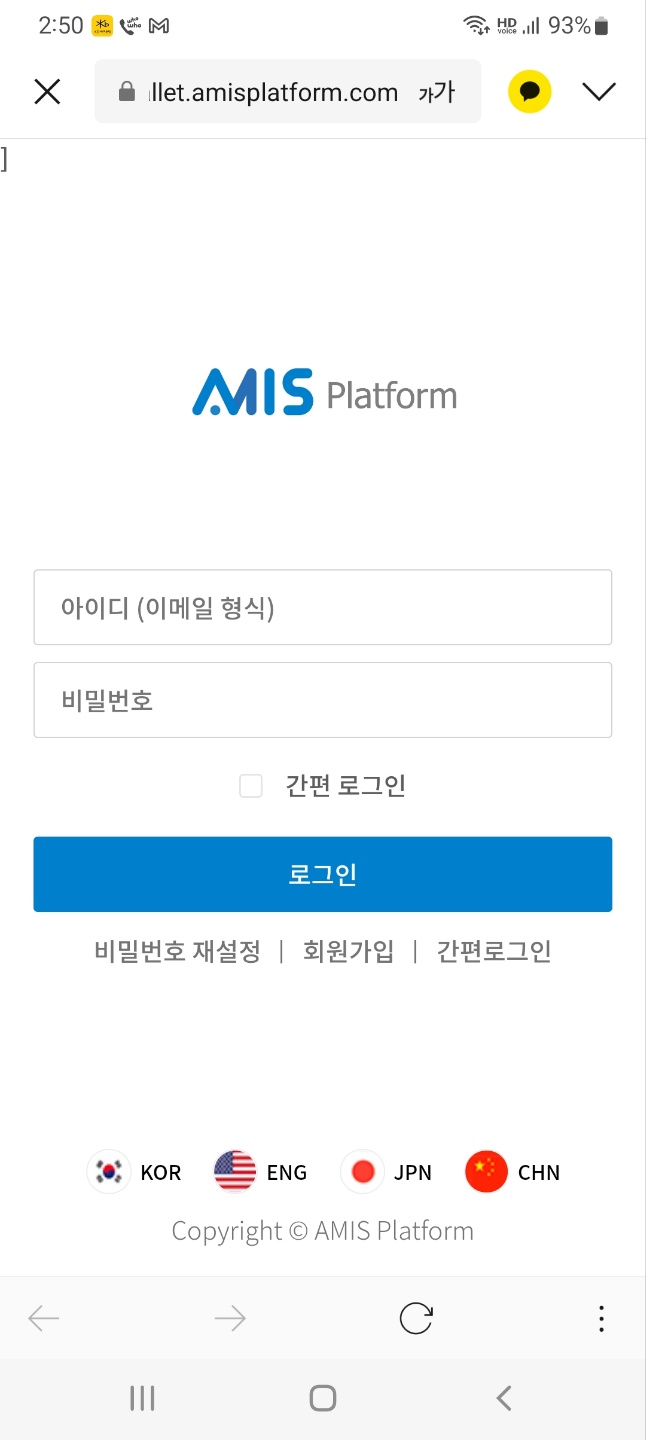 2:50 HD voice 93%
llet.amisplatform.com 가가
]
AMIS Platform
아이디 (이메일 형식)
비밀번호
간편 로그인
로그인
비밀번호 재설정 | 회원가입 | 간편로그인
KOR ENG JPN CHN
Copyright © AMIS Platform